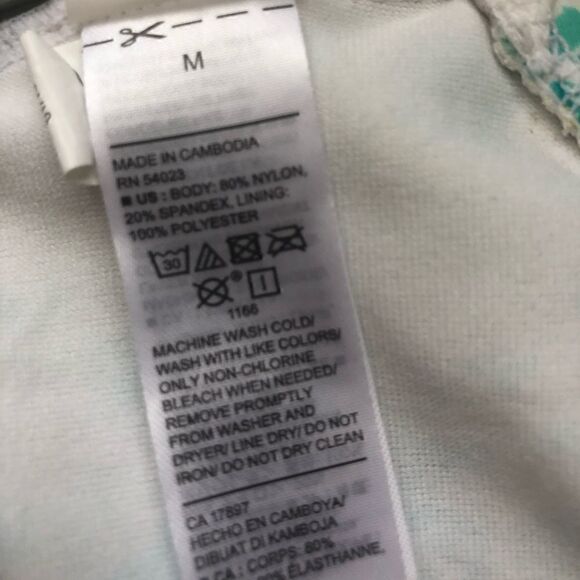 M
MADE IN CAMBODIA
RN 54023
■ US : BODY: 80% NYLON,
20% SPANDEX, LINING:
100% POLYESTER
30
1166
MACHINE WASH COLD/
WASH WITH LIKE COLORS/
ONLY NON-CHLORINE
BLEACH WHEN NEEDED/
REMOVE PROMPTLY
FROM WASHER AND
DRYER/ LINE DRY/ DO NOT
IRON/ DO NOT DRY CLEAN
CA 17897
HECHO EN CAMBOYA/
DIBUAT DI KAMBOJA
CA : CORPS: 80%
ÉLASTHANNE,